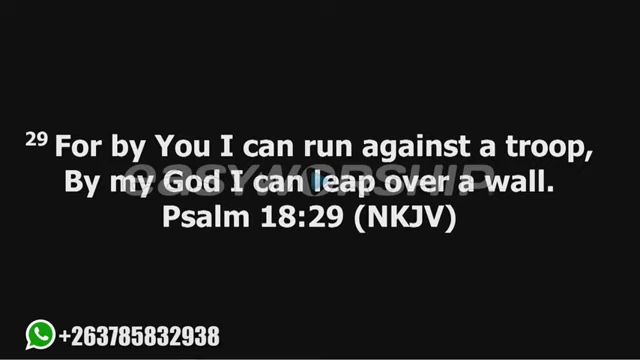 29 For by You I can run against a troop,
By my God I can leap over a wall.
Psalm 18:29 (NKJV)
easyworship
+263785832938